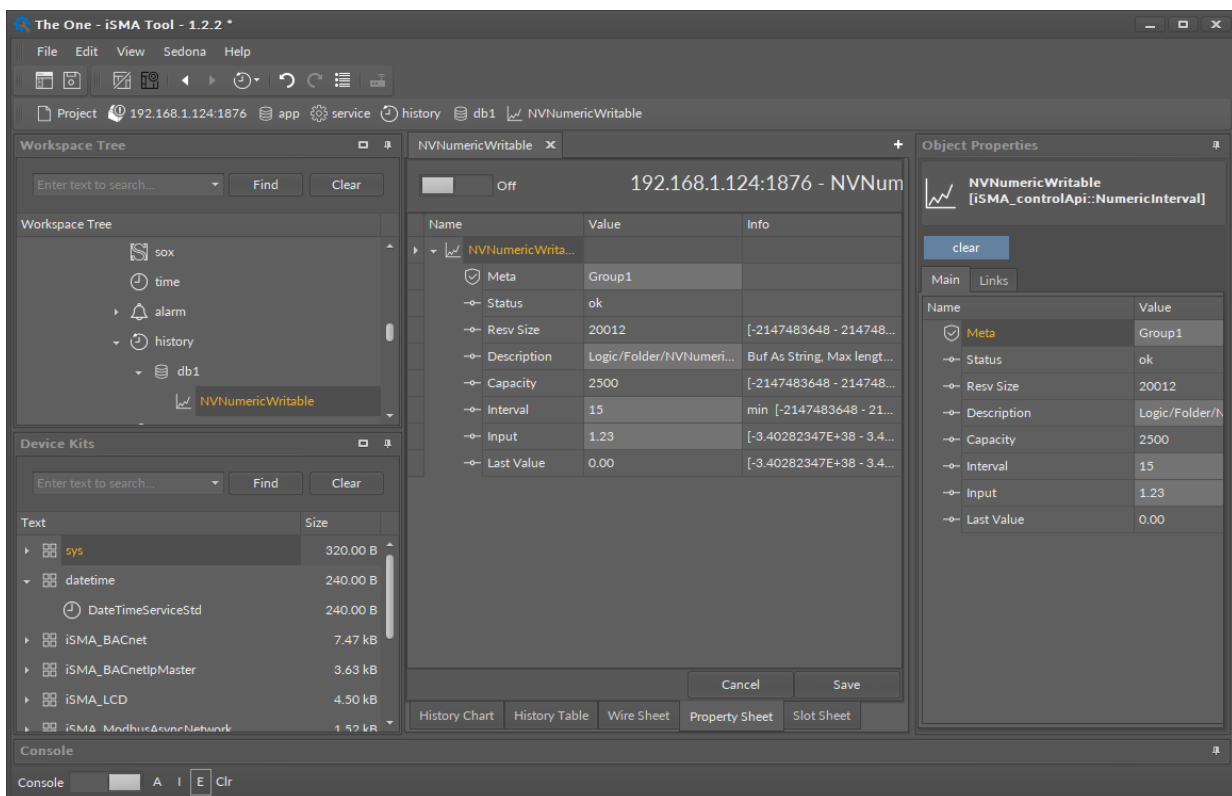 The One - iSMA Tool - 1.2.2 *
File Edit View Sedona Help
Project 192.168.1.124:1876 app service history db1 NVNumericWritable
Workspace Tree
Enter text to search... Find Clear
Workspace Tree
sox
time
alarm
history
db1
NVNumericWritable
Device Kits
Enter text to search... Find Clear
Text Size
sys 320.00 B
datetime 240.00 B
DateTimeServiceStd 240.00 B
iSMA_BACnet 7.47 kB
iSMA_BACnetIpMaster 3.63 kB
iSMA_LCD 4.50 kB
iSMA_ModbusAsyncNetwork 1.52 kB
NVNumericWritable
Off 192.168.1.124:1876 - NVNum
Name Value Info
NVNumericWrita...
Meta Group1
Status ok
Resv Size 20012 [-2147483648 - 214748...
Description Logic/Folder/NVNumeri... Buf As String, Max lengt...
Capacity 2500 [-2147483648 - 214748...
Interval 15 min [-2147483648 - 21...
Input 1.23 [-3.40282347E+38 - 3.4...
Last Value 0.00 [-3.40282347E+38 - 3.4...
Cancel Save
History Chart History Table Wire Sheet Property Sheet Slot Sheet
Object Properties
NVNumericWritable
[iSMA_controlApi::NumericInterval]
clear
Main Links
Name Value
Meta Group1
Status ok
Resv Size 20012
Description Logic/Folder/N
Capacity 2500
Interval 15
Input 1.23
Last Value 0.00
Console
Console A I E Clr